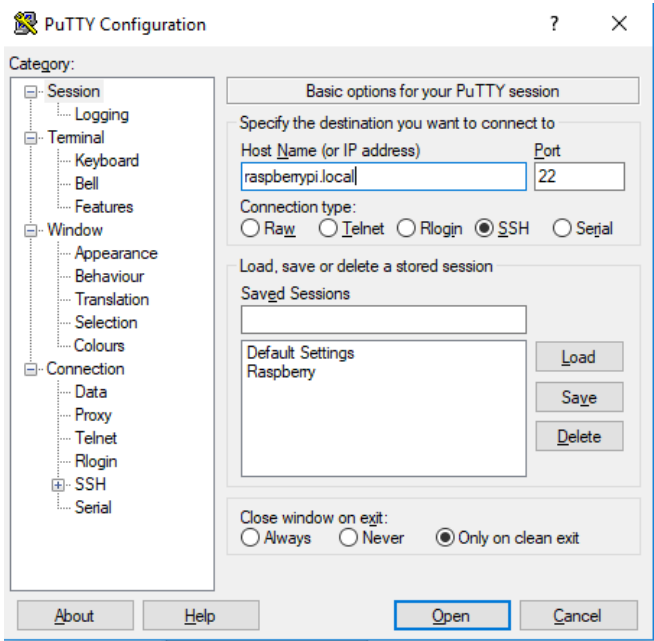 PuTTY Configuration
?
Category:
Session
Logging
Terminal
Keyboard
Bell
Features
Window
Appearance
Behaviour
Translation
Selection
Colours
Connection
Data
Proxy
Telnet
Rlogin
SSH
Serial
Basic options for your PuTTY session
Specify the destination you want to connect to
Host Name (or IP address) Port
raspberrypi.local 22
Connection type:
Raw Telnet Rlogin SSH Serial
Load, save or delete a stored session
Saved Sessions
Default Settings
Raspberry
Load
Save
Delete
Close window on exit:
Always Never Only on clean exit
About Help Open Cancel